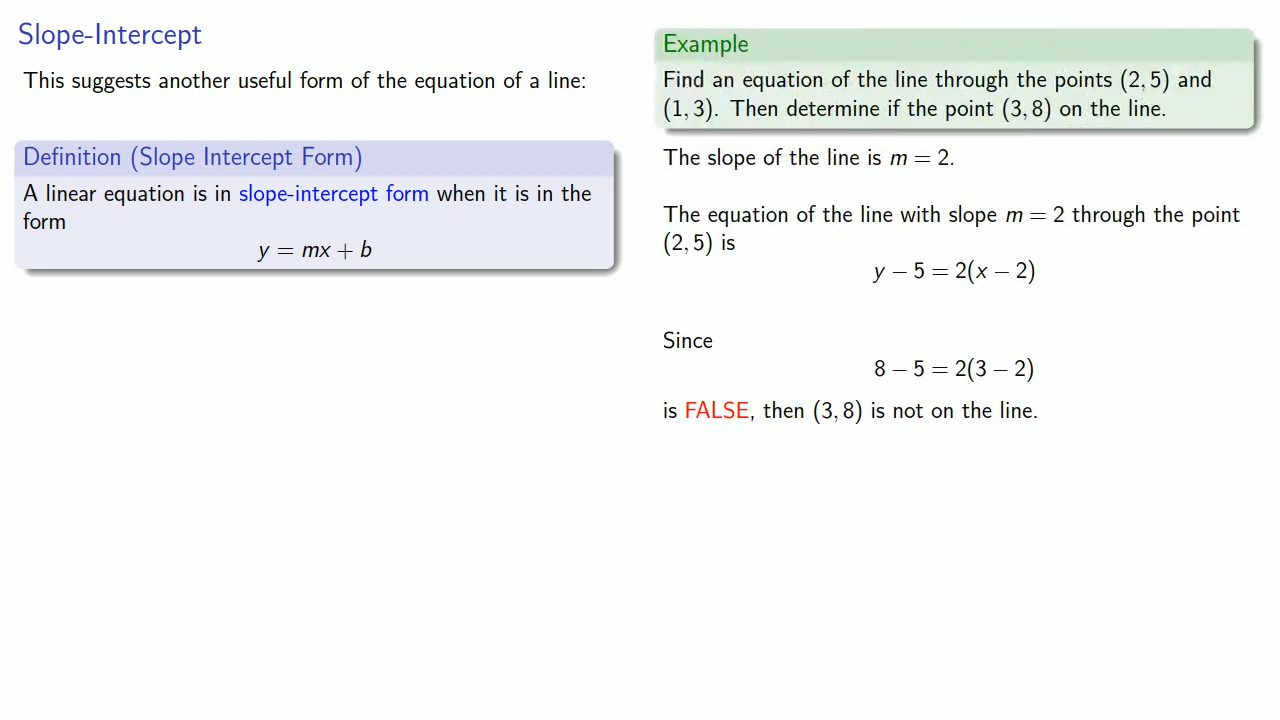 Slope-Intercept
This suggests another useful form of the equation of a line:
Definition (Slope Intercept Form)
A linear equation is in slope-intercept form when it is in the
form
y = mx + b
Example
Find an equation of the line through the points (2, 5) and
(1, 3). Then determine if the point (3, 8) on the line.
The slope of the line is m = 2.
The equation of the line with slope m = 2 through the point
(2, 5) is
y − 5 = 2(x − 2)
Since
8 − 5 = 2(3 − 2)
is FALSE, then (3, 8) is not on the line.